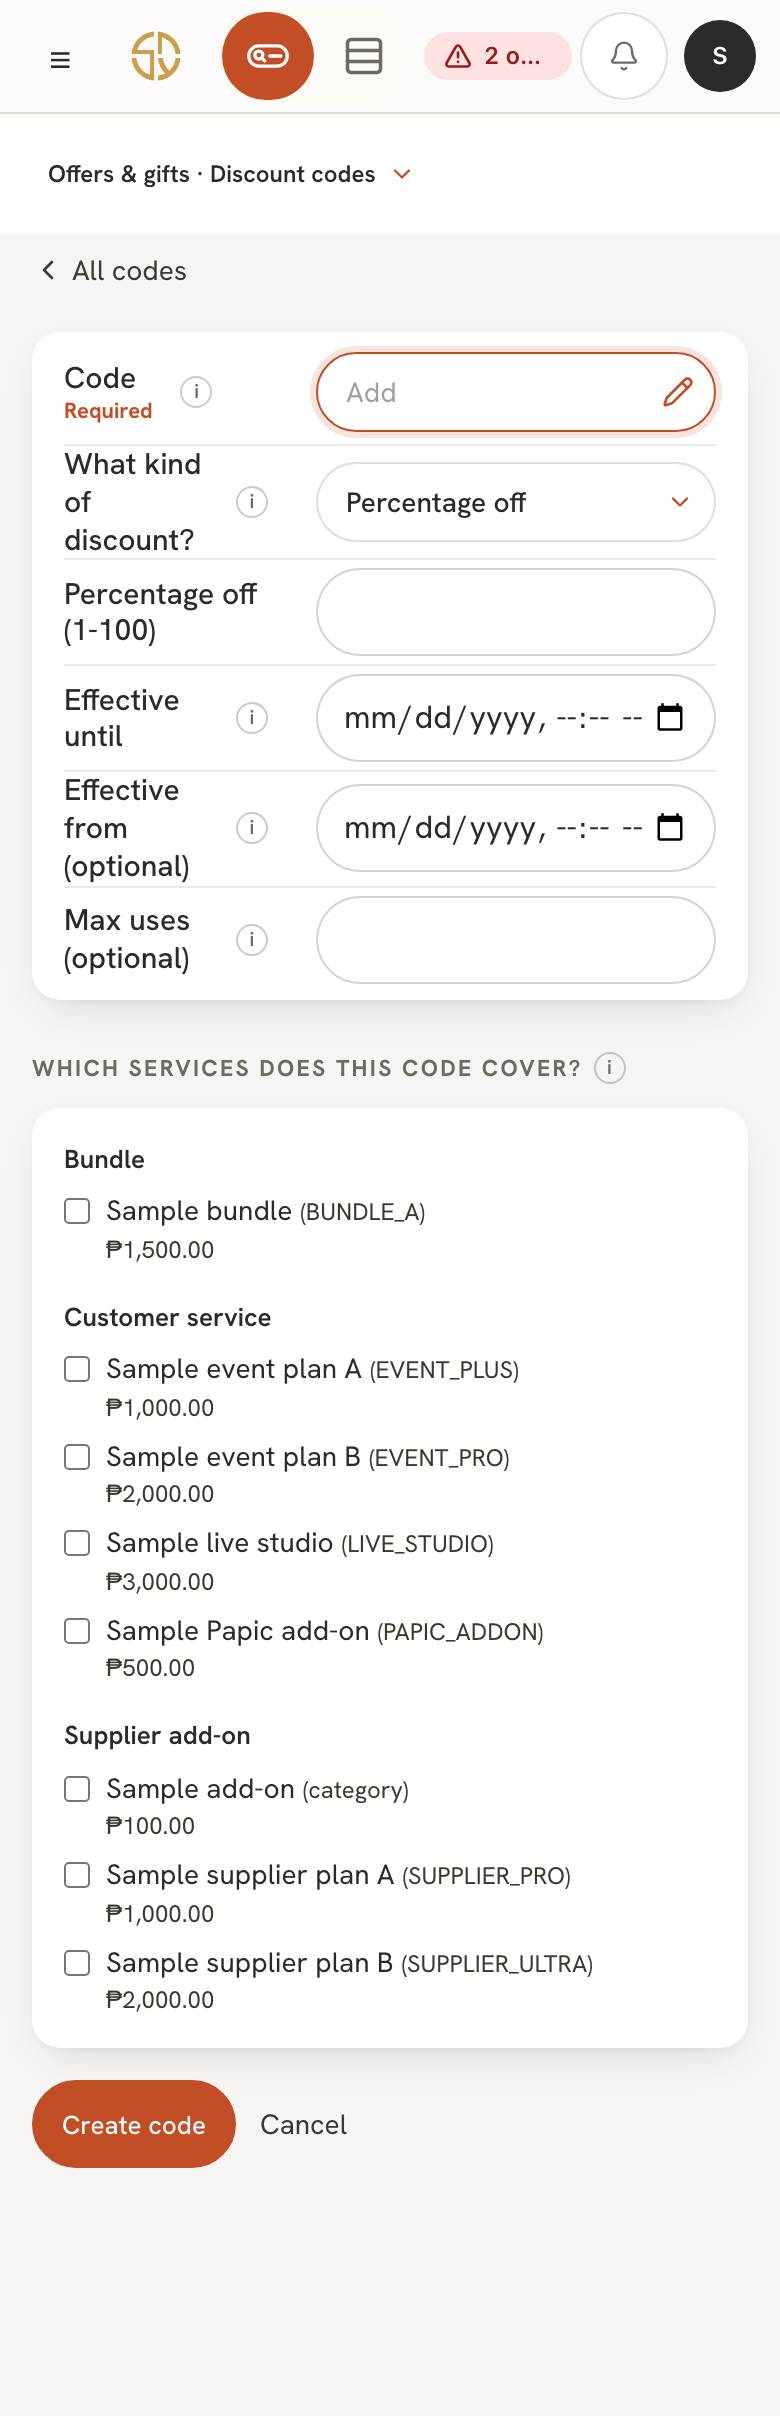 2 o...
S
Offers & gifts · Discount codes
All codes
Code
Required
i
Add
What kind
of
discount?
i
Percentage off
Percentage off
(1-100)
Effective
until
i
mm/dd/yyyy, --:-- --
Effective
from
(optional)
i
mm/dd/yyyy, --:-- --
Max uses
(optional)
i
WHICH SERVICES DOES THIS CODE COVER? i
Bundle
Sample bundle (BUNDLE_A)
₱1,500.00
Customer service
Sample event plan A (EVENT_PLUS)
₱1,000.00
Sample event plan B (EVENT_PRO)
₱2,000.00
Sample live studio (LIVE_STUDIO)
₱3,000.00
Sample Papic add-on (PAPIC_ADDON)
₱500.00
Supplier add-on
Sample add-on (category)
₱100.00
Sample supplier plan A (SUPPLIER_PRO)
₱1,000.00
Sample supplier plan B (SUPPLIER_ULTRA)
₱2,000.00
Create code Cancel